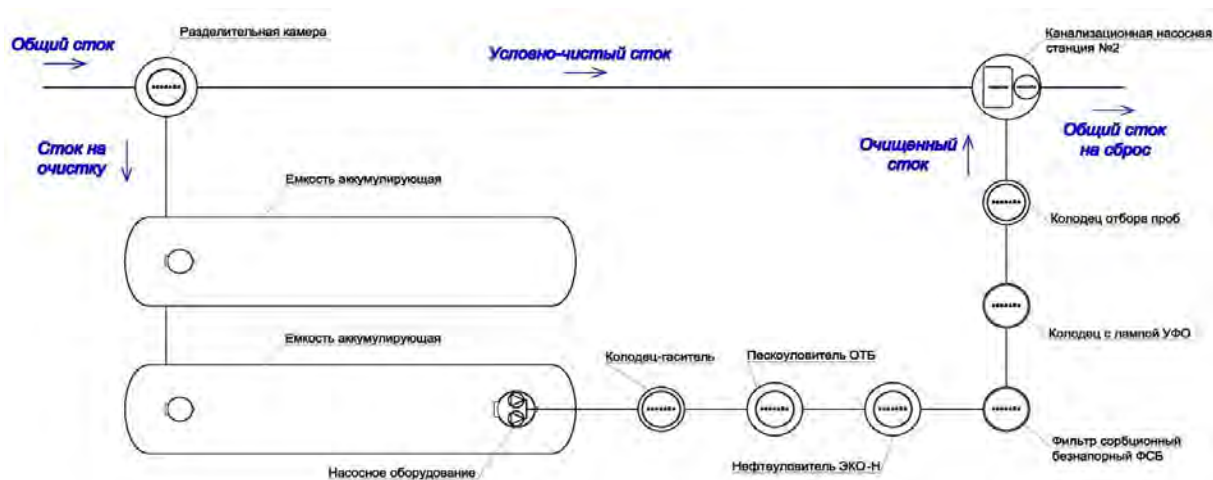 Разделительная камера
Общий сток
Условно-чистый сток
Канализационная насосная
станция №2
Сток на
очистку
Очищенный
сток
Общий сток
на сброс
Емкость аккумулирующая
Колодец отбора проб
Колодец с лампой УФО
Емкость аккумулирующая
Колодец-гаситель
Пескоуловитель ОТБ
Насосное оборудование
Нефтеуловитель ЭКО-Н
Фильтр сорбционный
безнапорный ФСБ